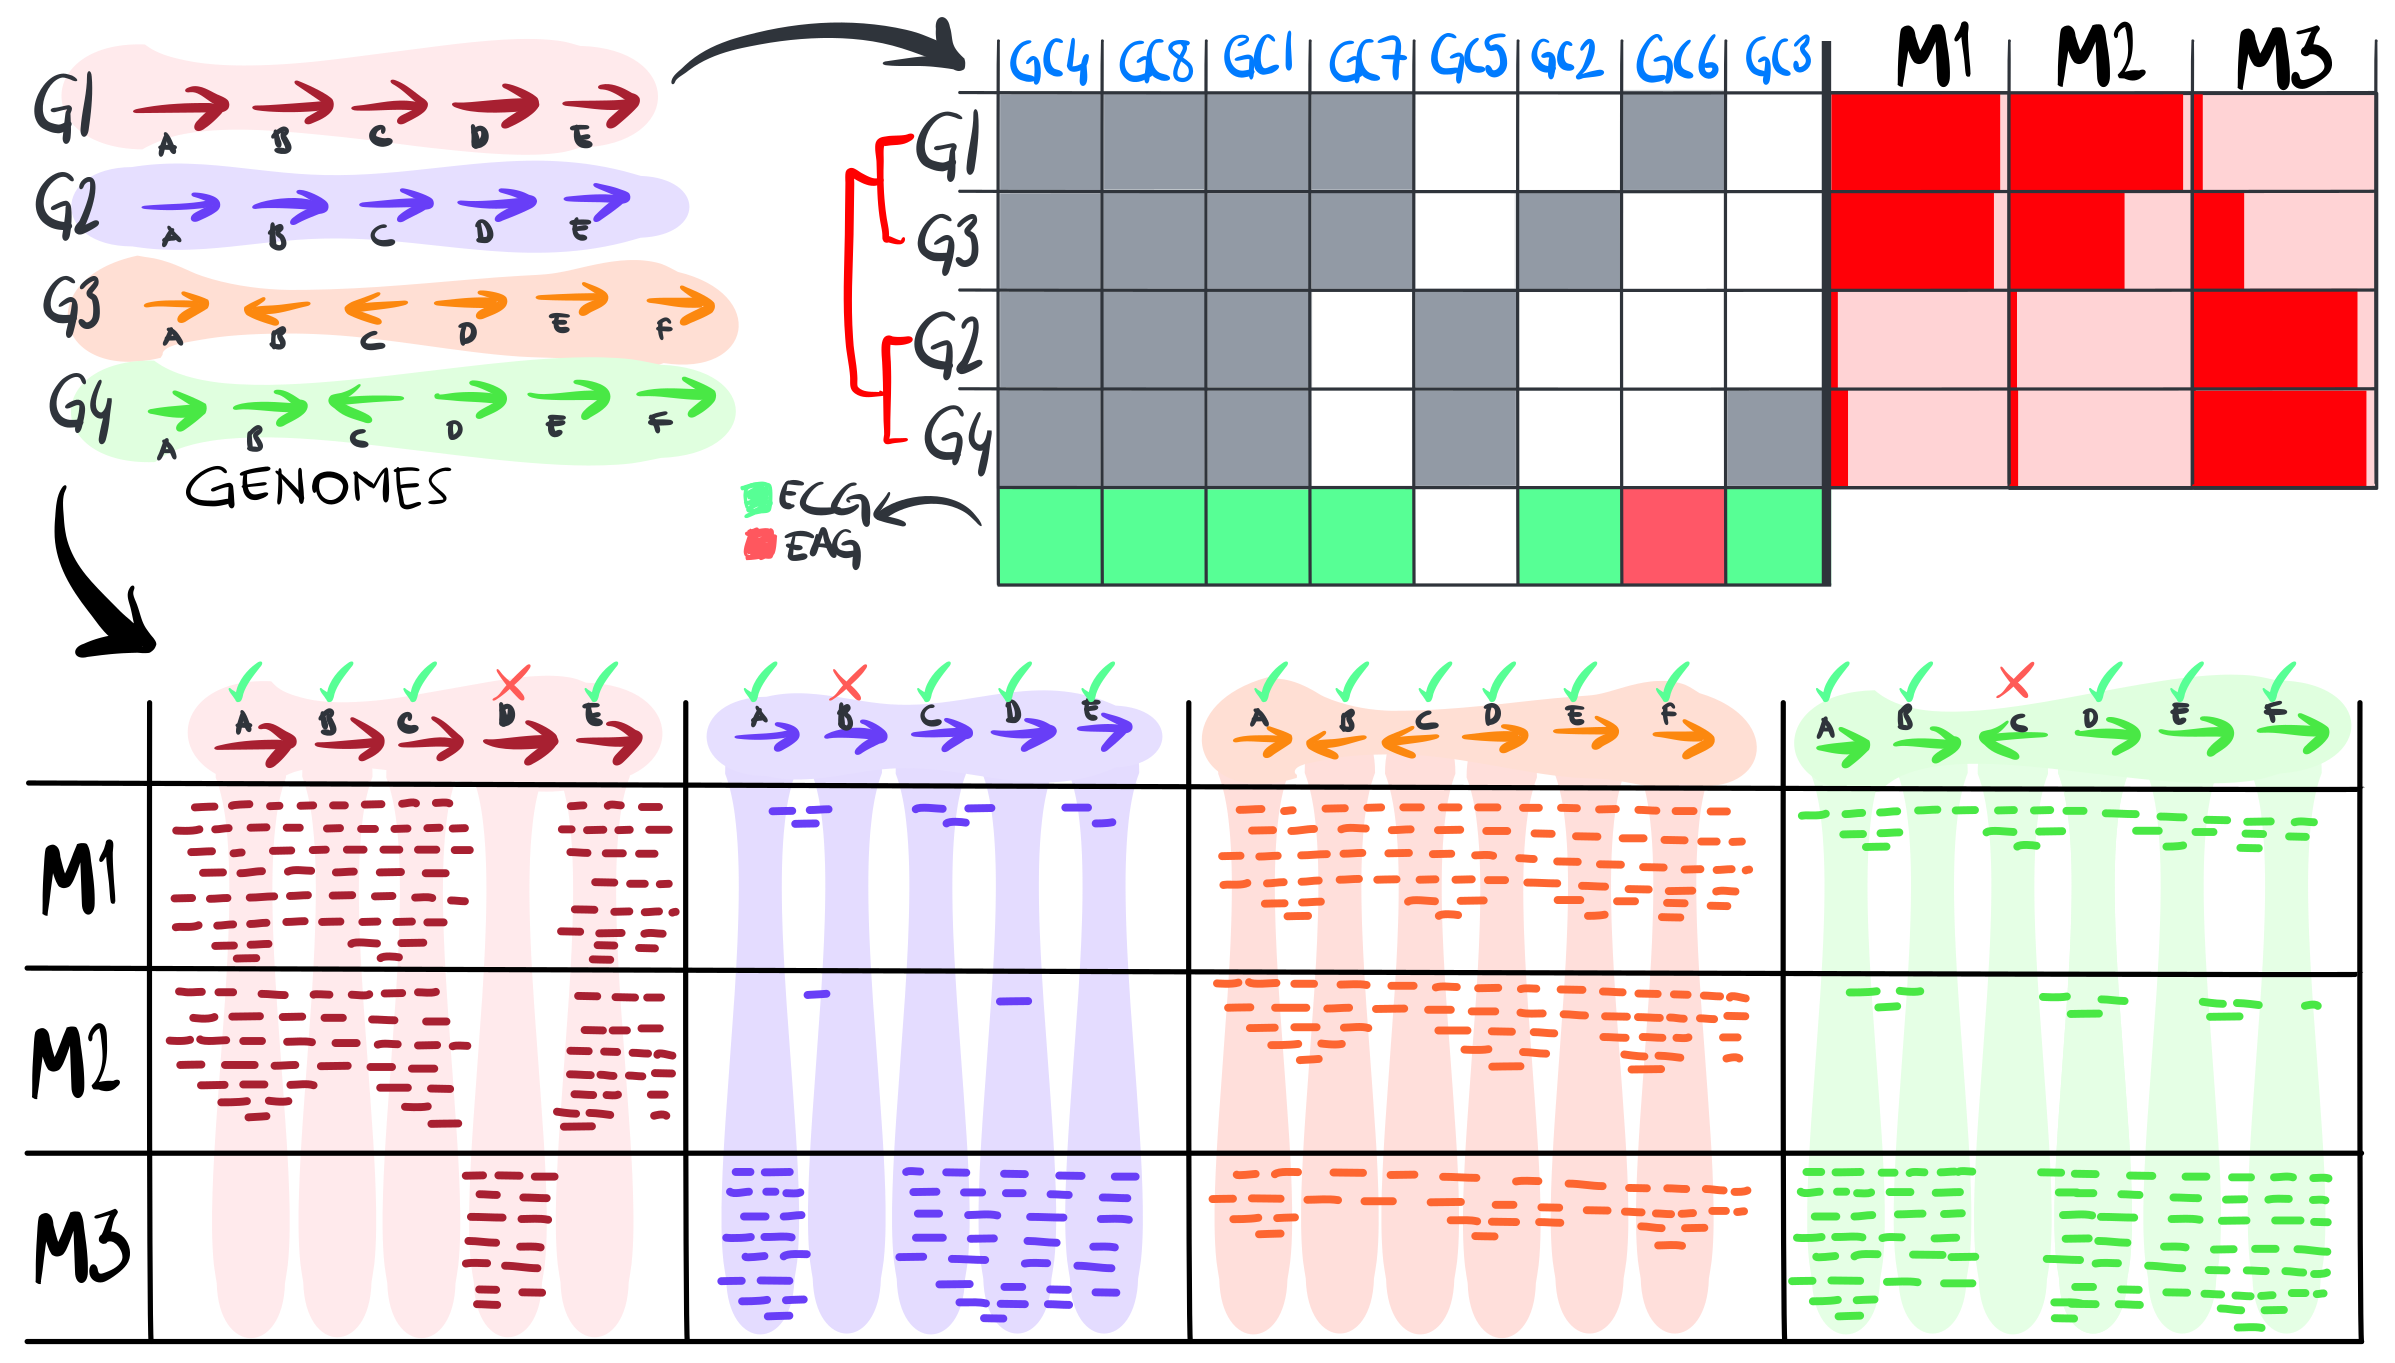 G1 A B C D E
G2 A B C D E
G3 A B C D E F
G4 A B C D E F
GENOMES
GC4 GC8 GC1 GC7 GC5 GC2 GC6 GC3 M1 M2 M3
G1
G3
G2
G4
ECG
EAG
A B C D E A B C D E A B C D E F A B C D E F
M1
M2
M3